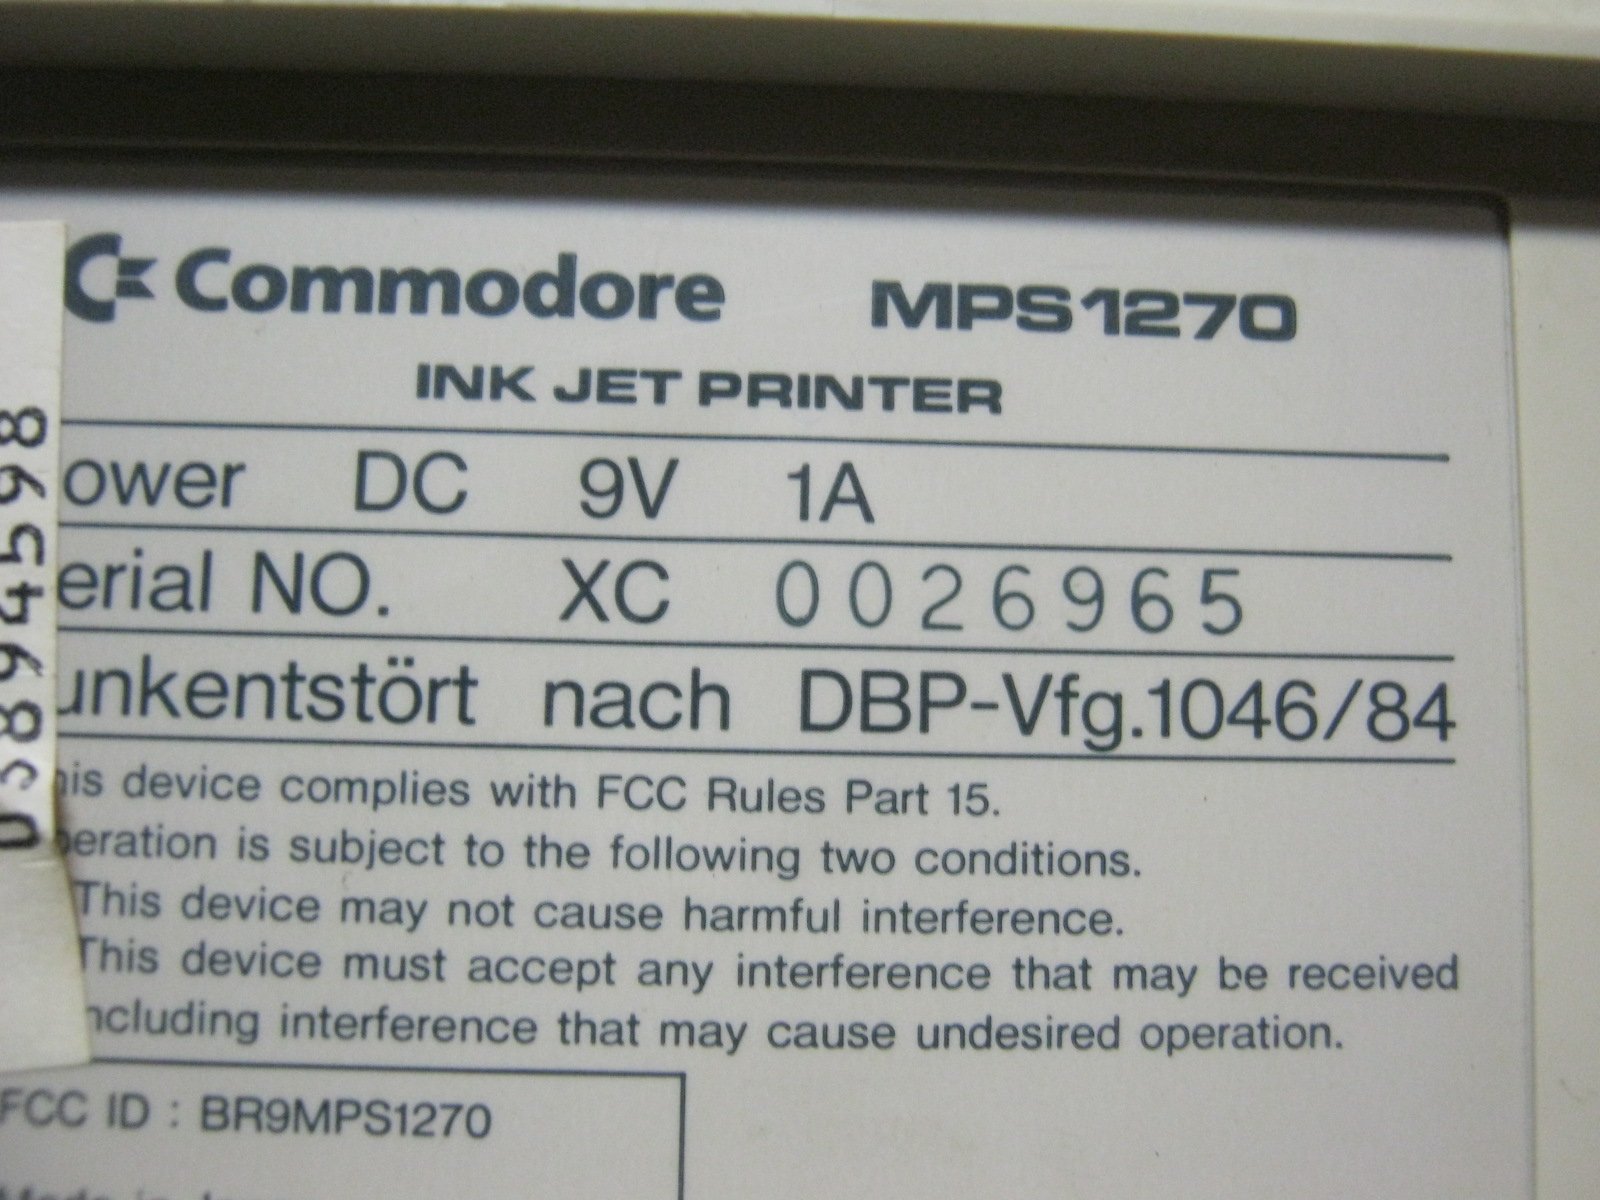 Commodore MPS1270
INK JET PRINTER
ower DC 9V 1A
erial NO. XC 0026965
unkentstört nach DBP-Vfg.1046/84
his device complies with FCC Rules Part 15.
peration is subject to the following two conditions.
This device may not cause harmful interference.
This device must accept any interference that may be received
ncluding interference that may cause undesired operation.
FCC ID : BR9MPS1270